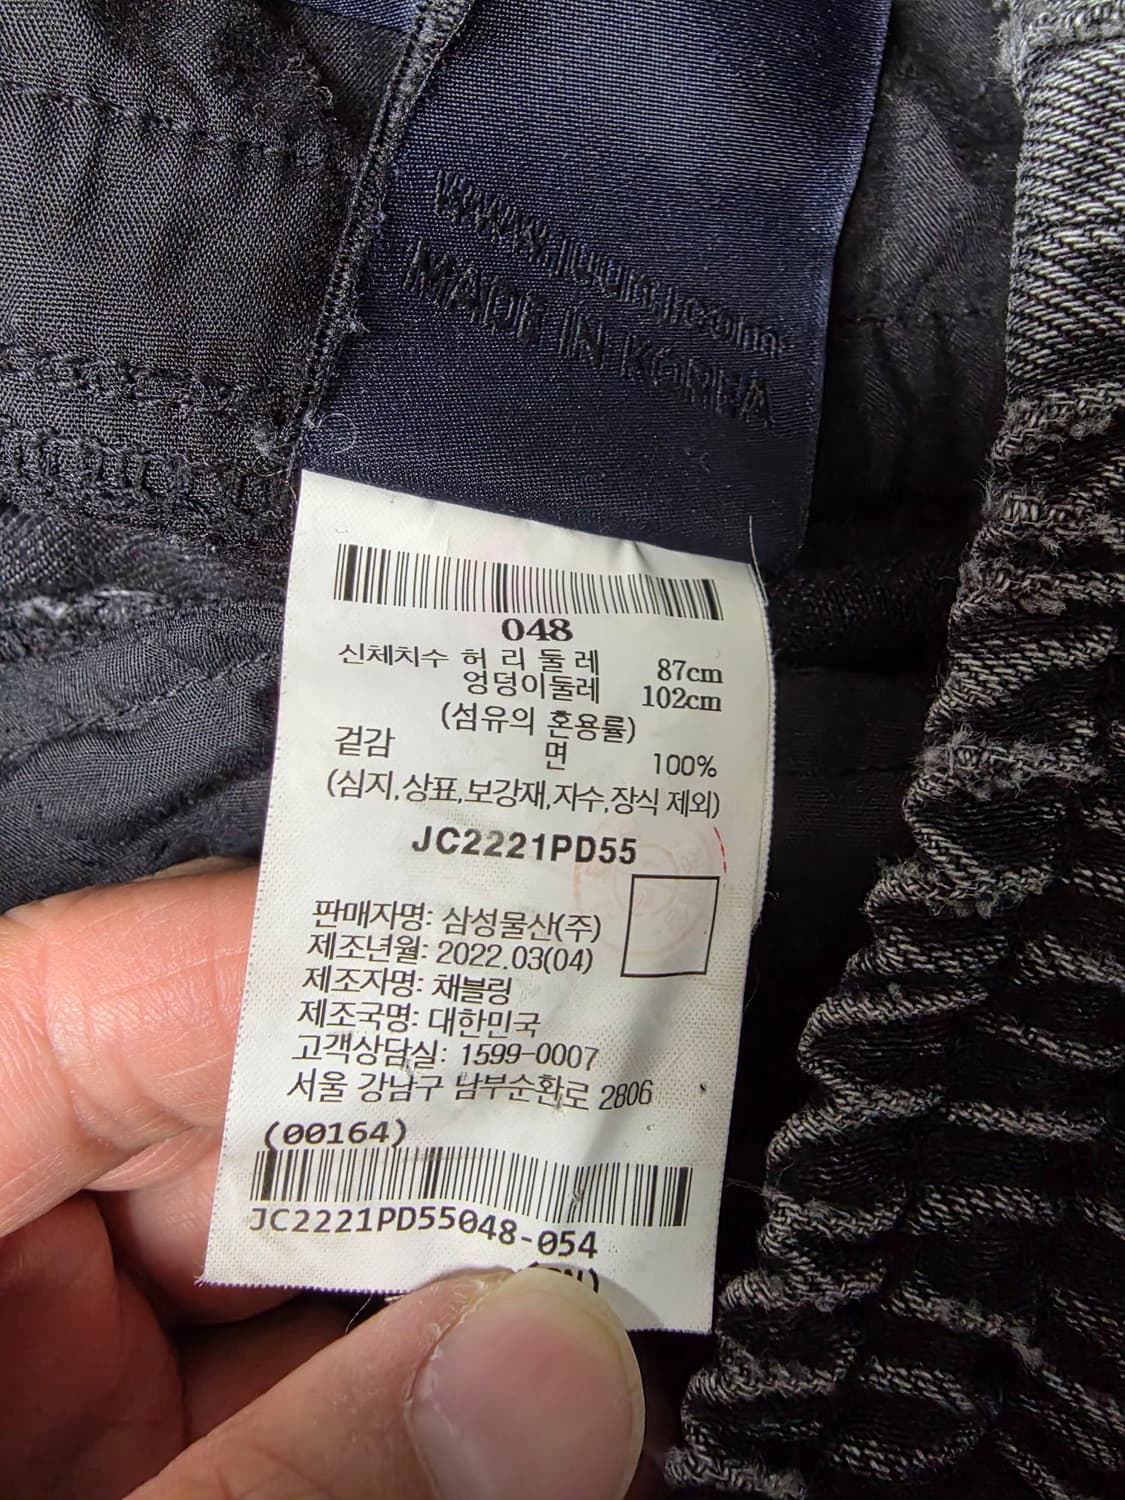 MADE IN KOREA
048
신체치수 허 리 둘 레 87cm
엉덩이둘레 102cm
(섬유의 혼용률)
겉감 면 100%
(심지,상표,보강재,자수,장식 제외)
JC2221PD55
판매자명: 삼성물산(주)
제조년월: 2022.03(04)
제조자명: 채블링
제조국명: 대한민국
고객상담실: 1599-0007
서울 강남구 남부순환로 2806
(00164)
JC2221PD55048-054